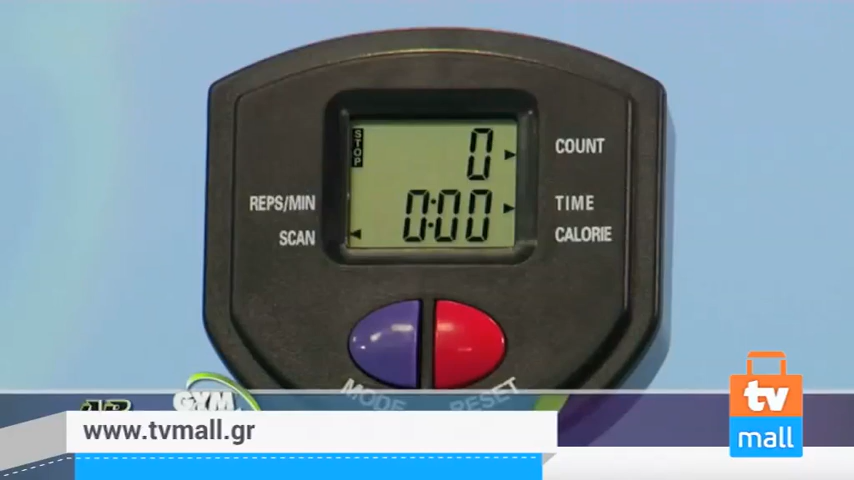 STOP
0
COUNT
REPS/MIN
0:00
TIME
SCAN
CALORIE
MODE
RESET
GYM
www.tvmall.gr
tv
mall